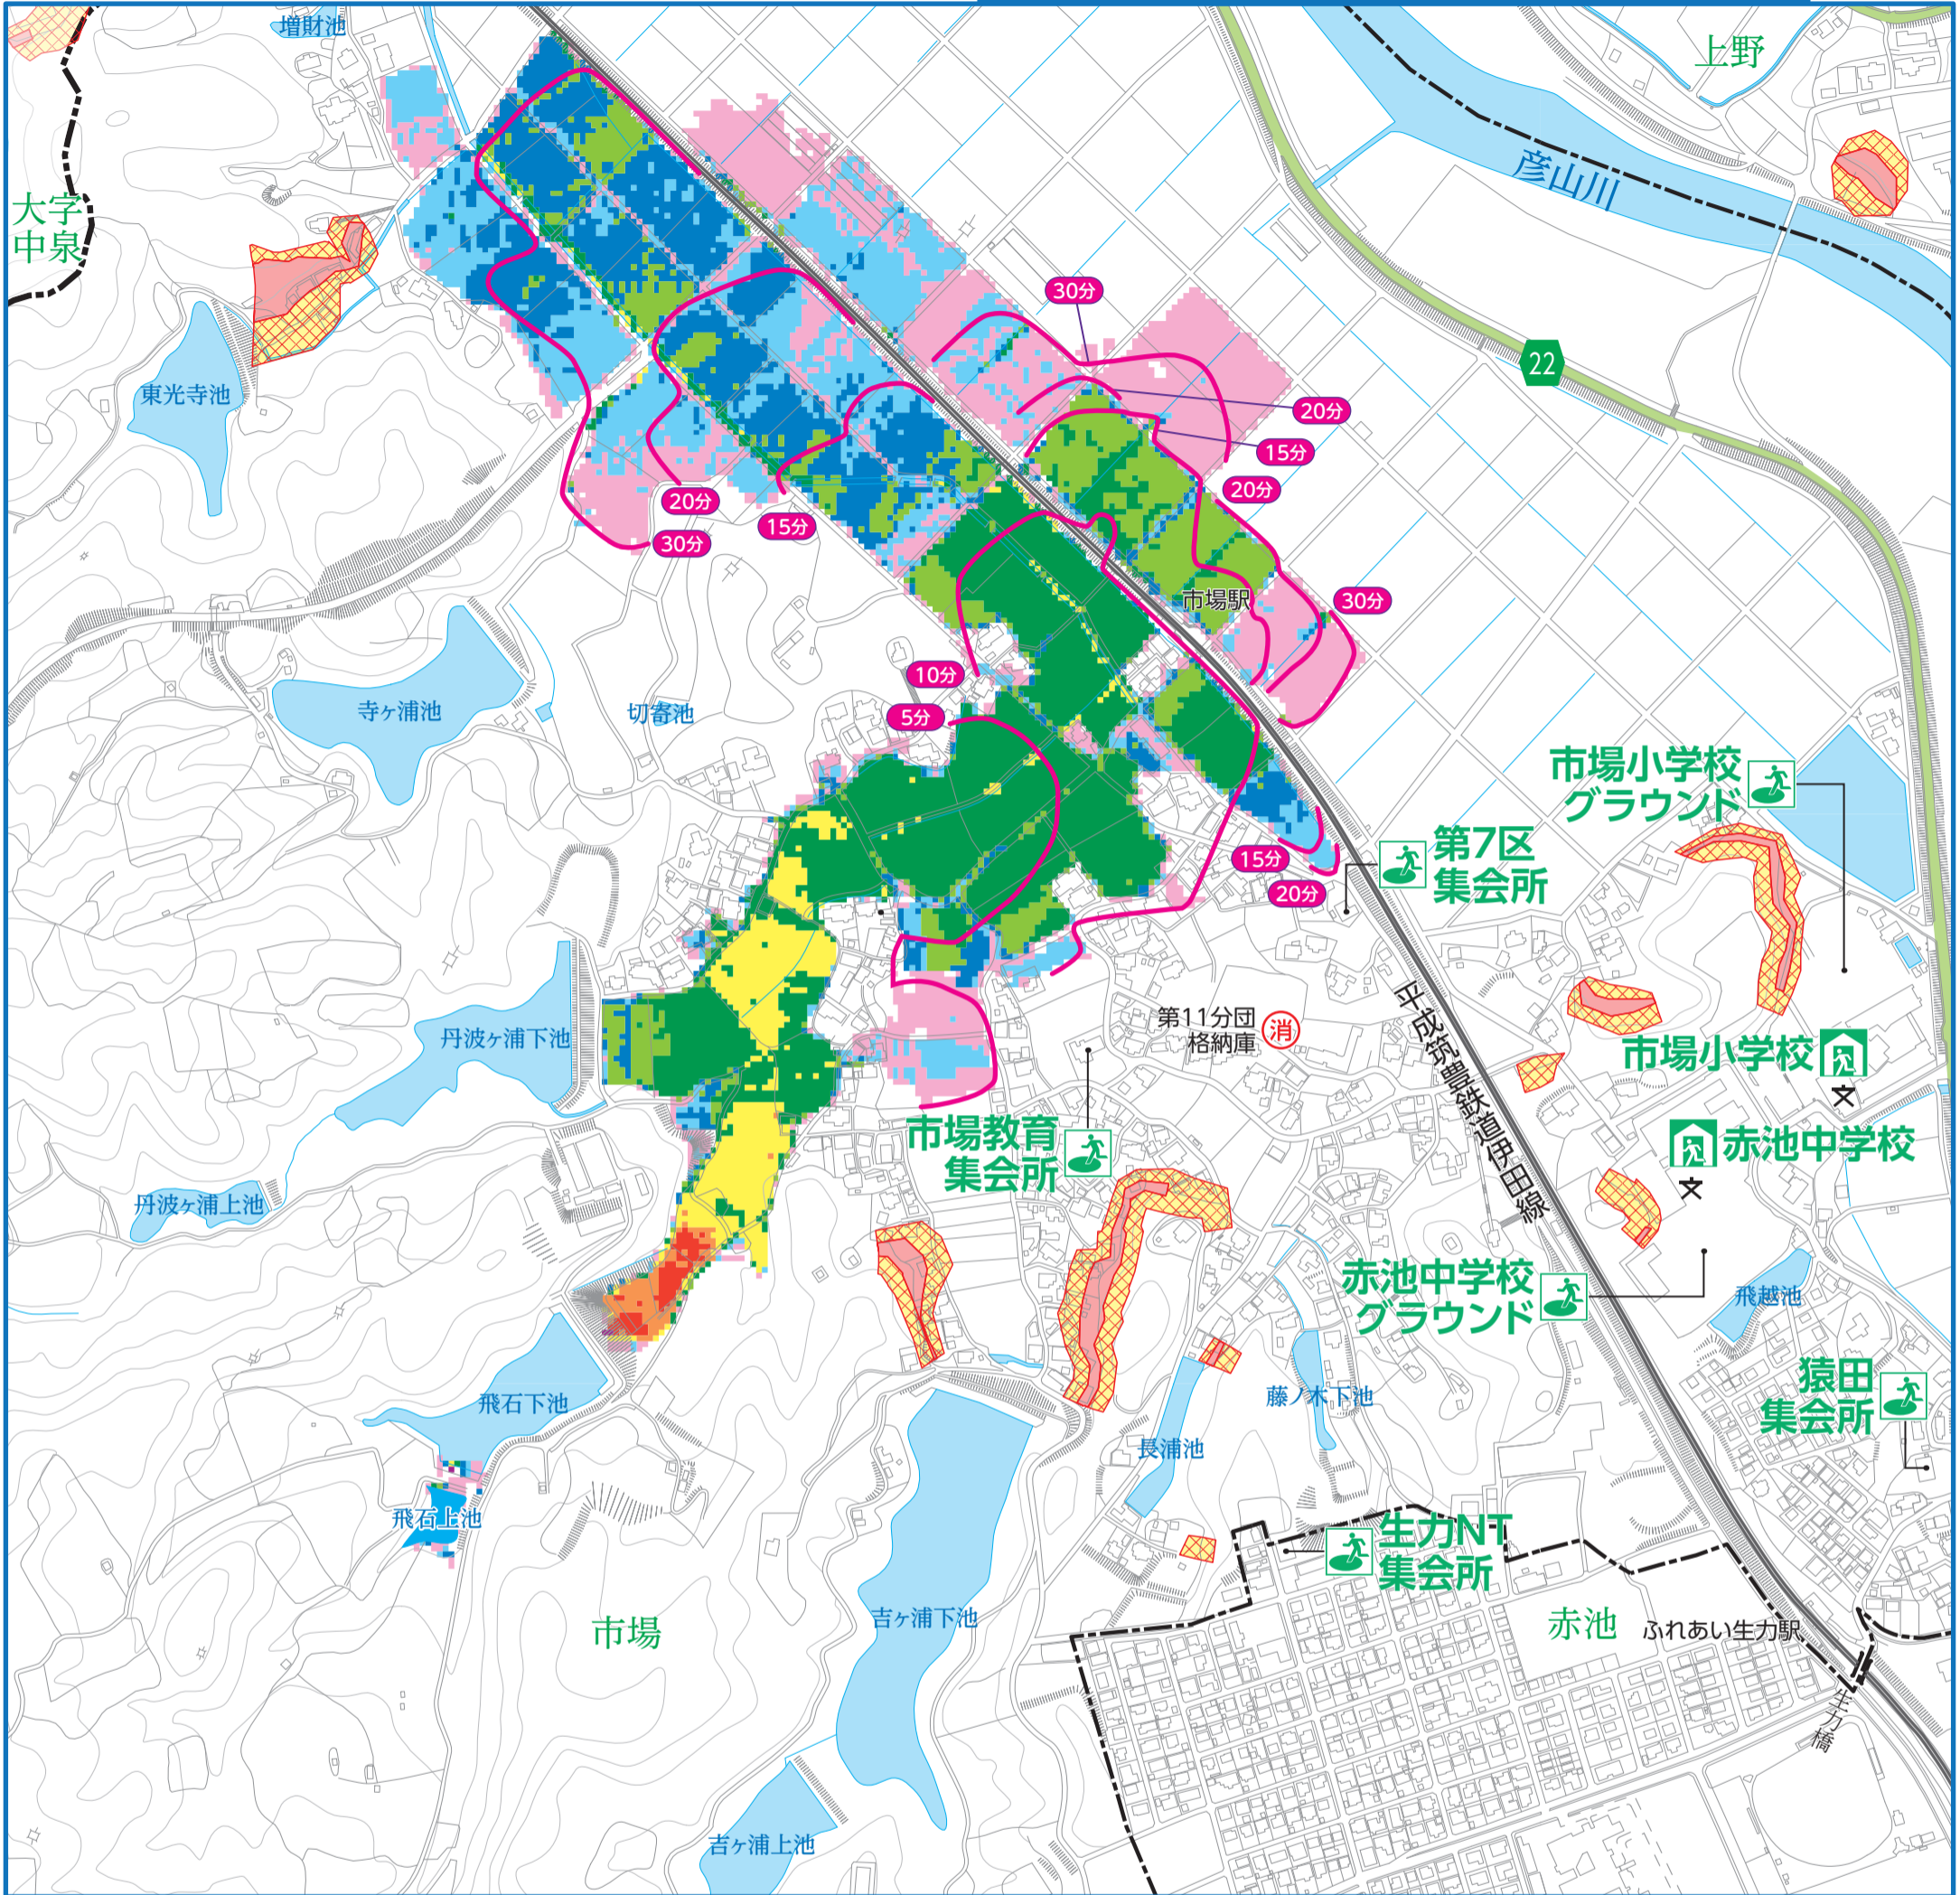 増財池
上野
彦山川
大字
中泉
30分
22
東光寺池
20分
15分
20分
20分
15分
30分
市場駅
30分
10分
5分
寺ヶ浦池
切寄池
市場小学校
グラウンド
第7区
集会所
15分
20分
第11分団
格納庫
消
平成筑豊鉄道伊田線
丹波ヶ浦下池
市場小学校
文
市場教育
集会所
赤池中学校
文
丹波ヶ浦上池
赤池中学校
グラウンド
飛越池
飛石下池
藤ノ木下池
猿田
集会所
長浦池
飛石上池
生力NT
集会所
市場
吉ヶ浦下池
赤池
ふれあい生力駅
生力橋
吉ヶ浦上池